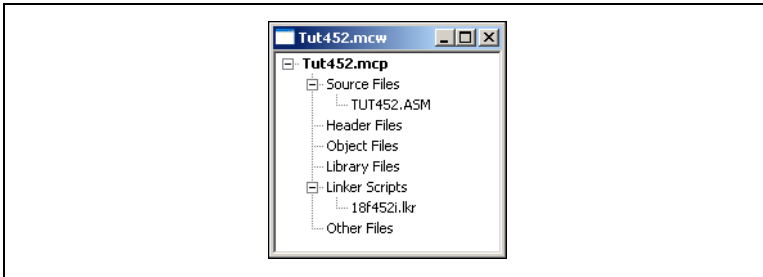 Tut452.mcw
Tut452.mcp
Source Files
TUT452.ASM
Header Files
Object Files
Library Files
Linker Scripts
18f452i.lkr
Other Files